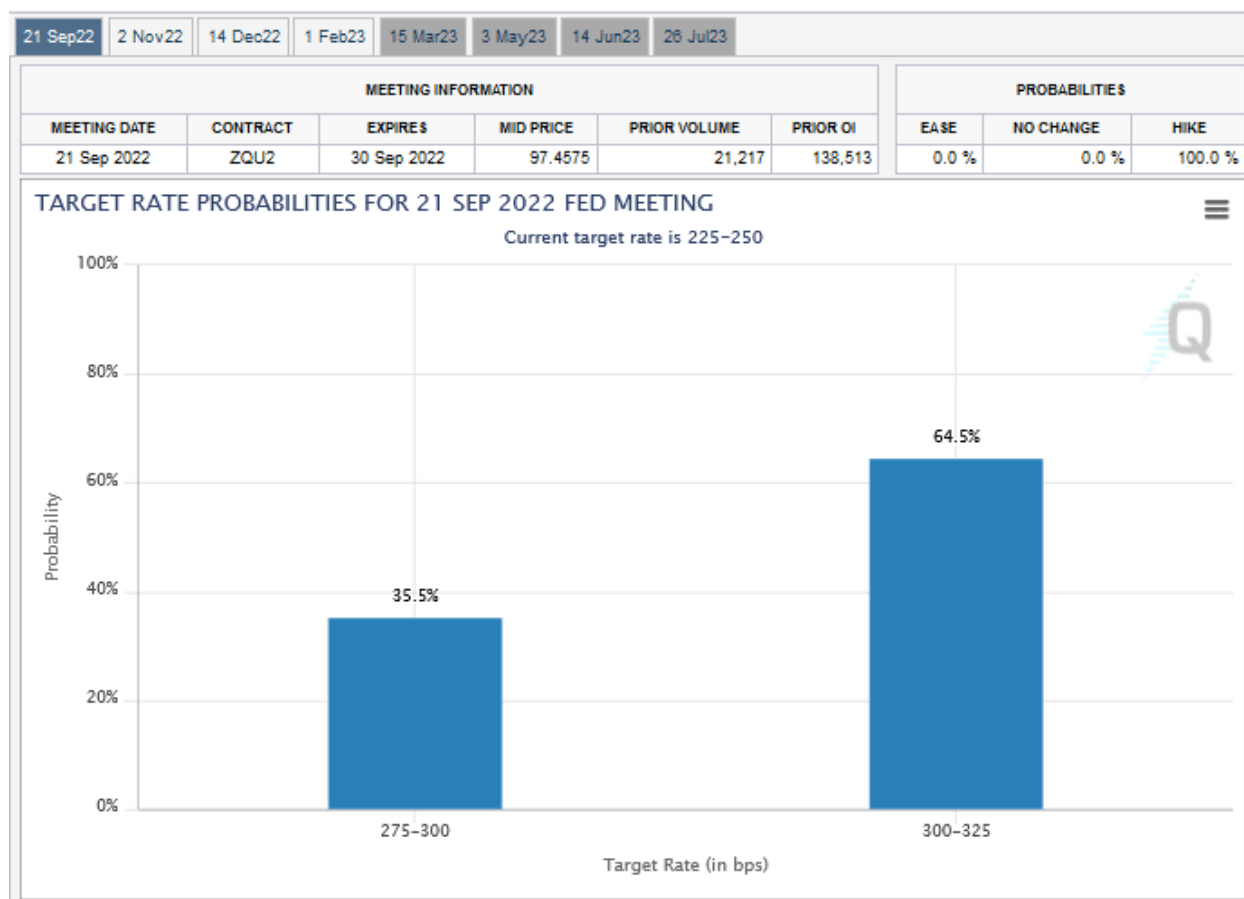 21 Sep22 2 Nov22 14 Dec22 1 Feb23 15 Mar23 3 May23 14 Jun23 26 Jul23
MEETING INFORMATION PROBABILITIES
MEETING DATE CONTRACT EXPIRES MID PRICE PRIOR VOLUME PRIOR OI EASE NO CHANGE HIKE
21 Sep 2022 ZQU2 30 Sep 2022 97.4575 21,217 138,513 0.0 % 0.0 % 100.0 %
TARGET RATE PROBABILITIES FOR 21 SEP 2022 FED MEETING
Current target rate is 225-250
100%
Q
80%
64.5%
60%
Probability
40%
35.5%
20%
0%
275-300 300-325
Target Rate (in bps)